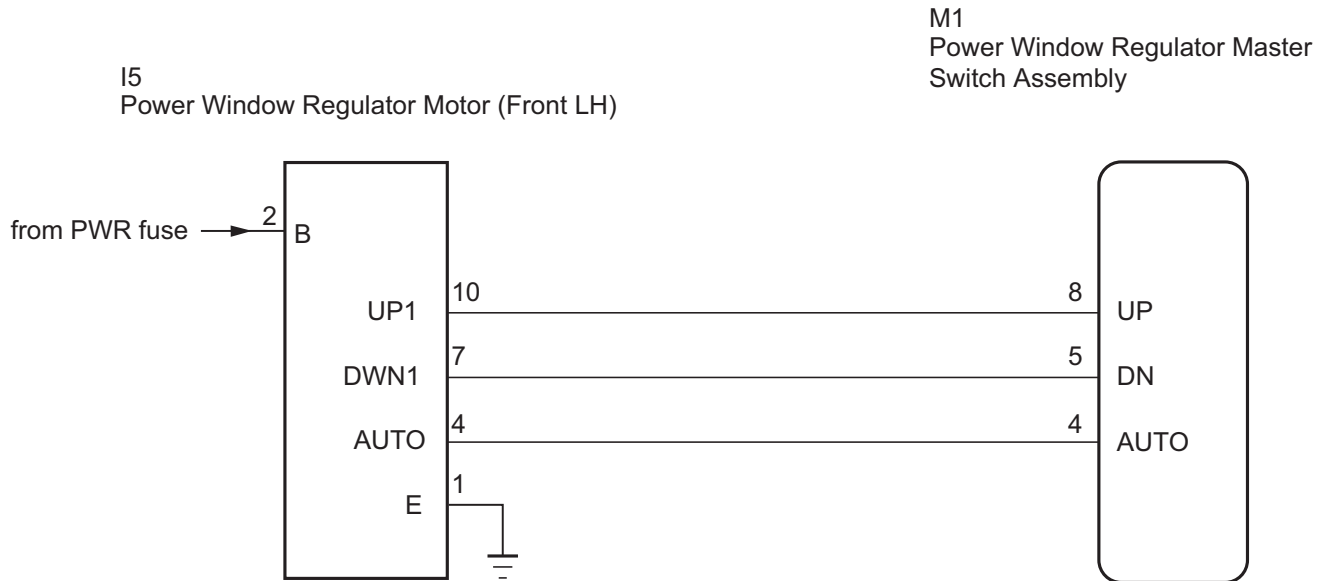 M1
Power Window Regulator Master
Switch Assembly
I5
Power Window Regulator Motor (Front LH)
from PWR fuse
2
B
UP1
10
8
UP
DWN1
7
5
DN
AUTO
4
4
AUTO
E
1